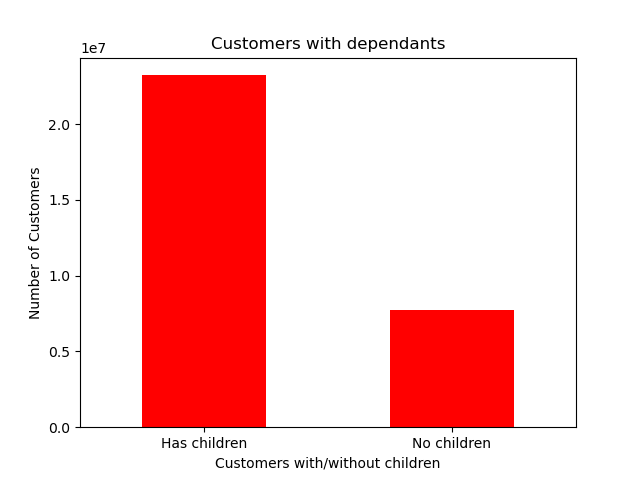 Customers with dependants
1e7
2.0
1.5
1.0
0.5
0.0
Number of Customers
Has children
No children
Customers with/without children